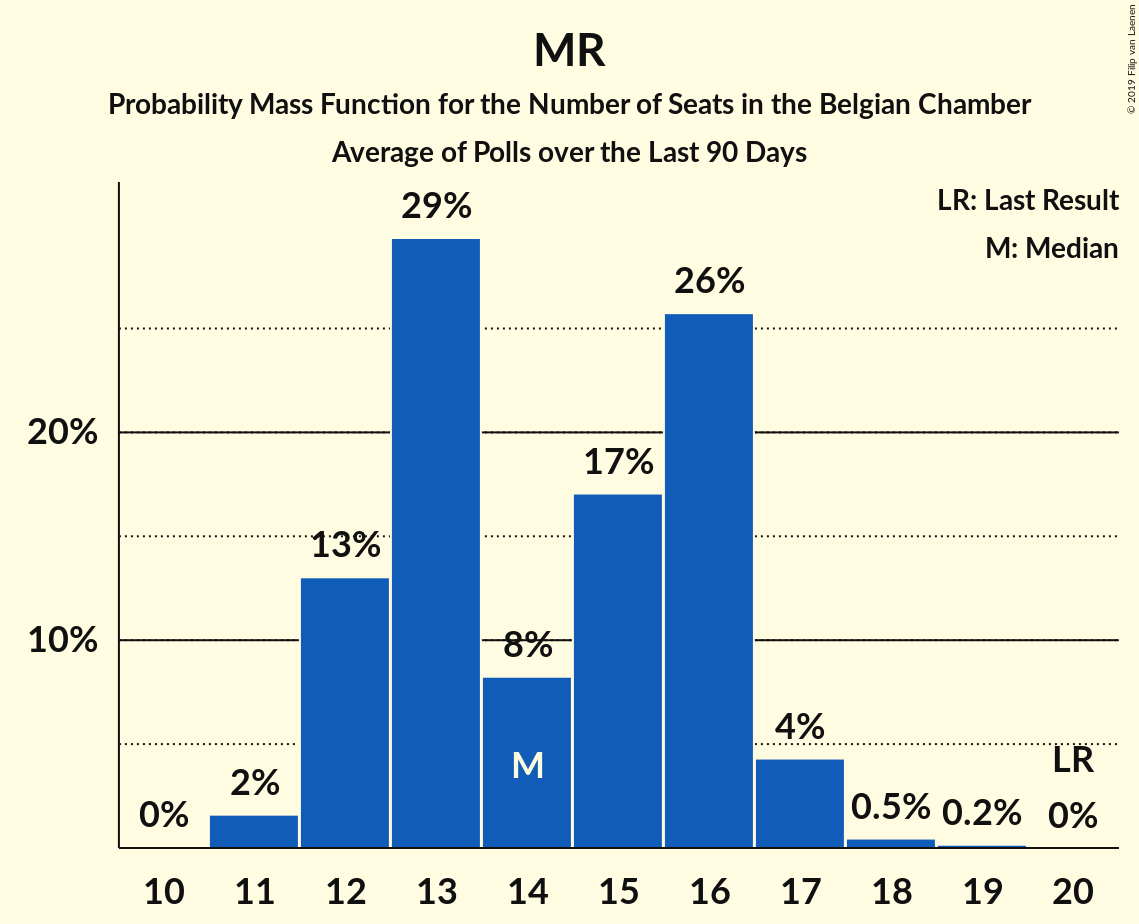 MR
Probability Mass Function for the Number of Seats in the Belgian Chamber
Average of Polls over the Last 90 Days
© 2019 Filip van Laenen
LR: Last Result
M: Median
29%
26%
20%
17%
13%
10%
8%
4%
M
LR
2%
0%
0.5%
0.2%
0%
10 11 12 13 14 15 16 17 18 19 20